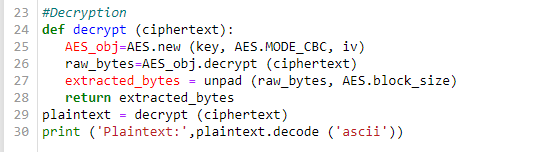 23 #Decryption
24 def decrypt (ciphertext):
25     AES_obj=AES.new (key, AES.MODE_CBC, iv)
26     raw_bytes=AES_obj.decrypt (ciphertext)
27     extracted_bytes = unpad (raw_bytes, AES.block_size)
28     return extracted_bytes
29 plaintext = decrypt (ciphertext)
30 print ('Plaintext:',plaintext.decode ('ascii'))